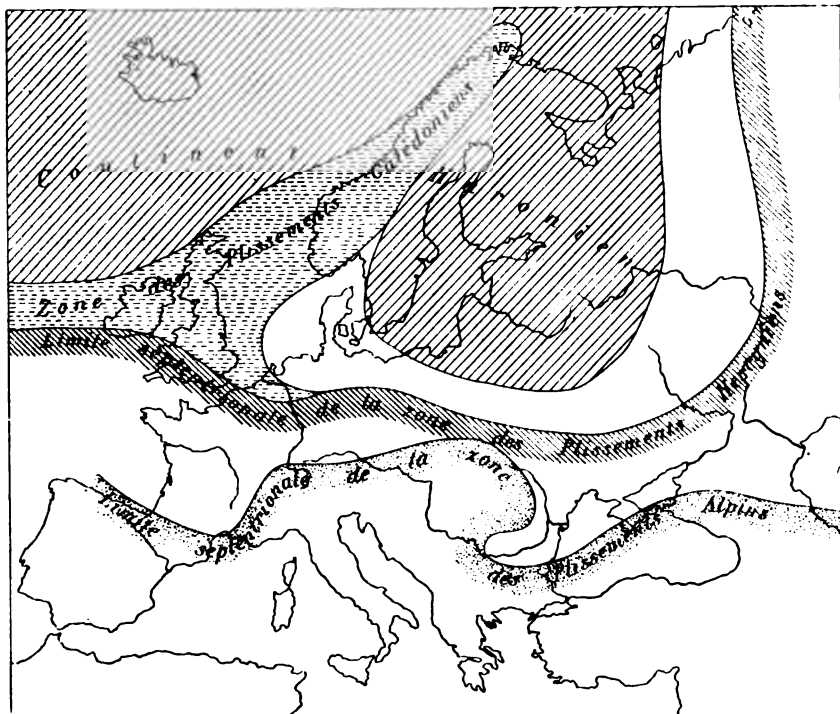 Continent Huronien
Zone des Plissements Calédoniens
Limite septentrionale de la zone des Plissements Hercyniens
Limite septentrionale de la zone des Plissements Alpins